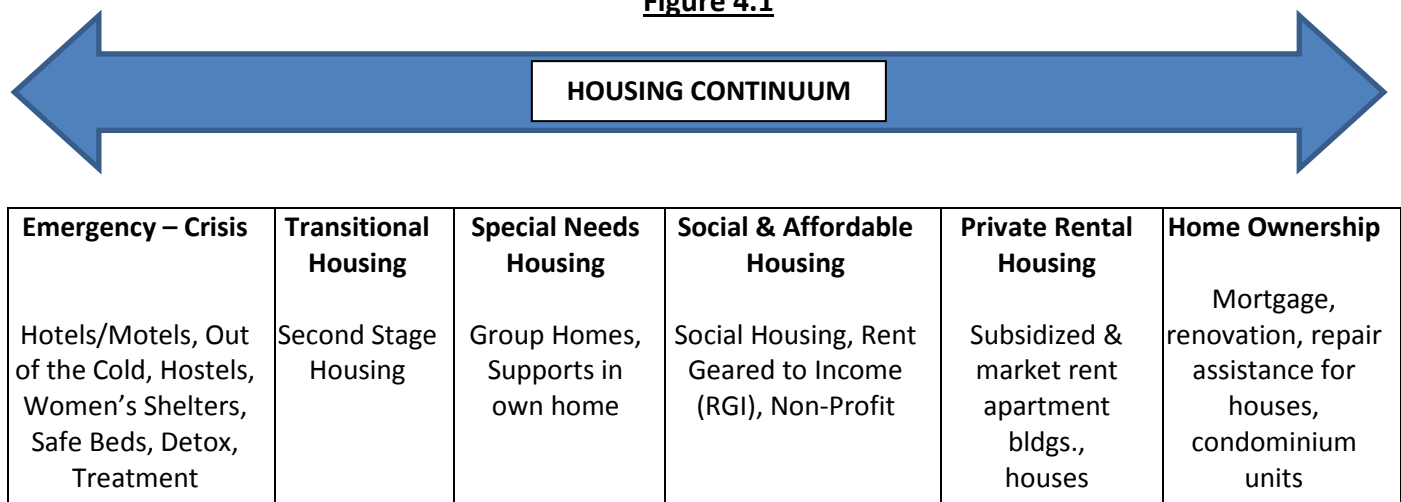 Figure 4.1
HOUSING CONTINUUM
Emergency – Crisis
Hotels/Motels, Out
of the Cold, Hostels,
Women’s Shelters,
Safe Beds, Detox,
Treatment
Transitional
Housing
Second Stage
Housing
Special Needs
Housing
Group Homes,
Supports in
own home
Social & Affordable
Housing
Social Housing, Rent
Geared to Income
(RGI), Non-Profit
Private Rental
Housing
Subsidized &
market rent
apartment
bldgs.,
houses
Home Ownership
Mortgage,
renovation, repair
assistance for
houses,
condominium
units